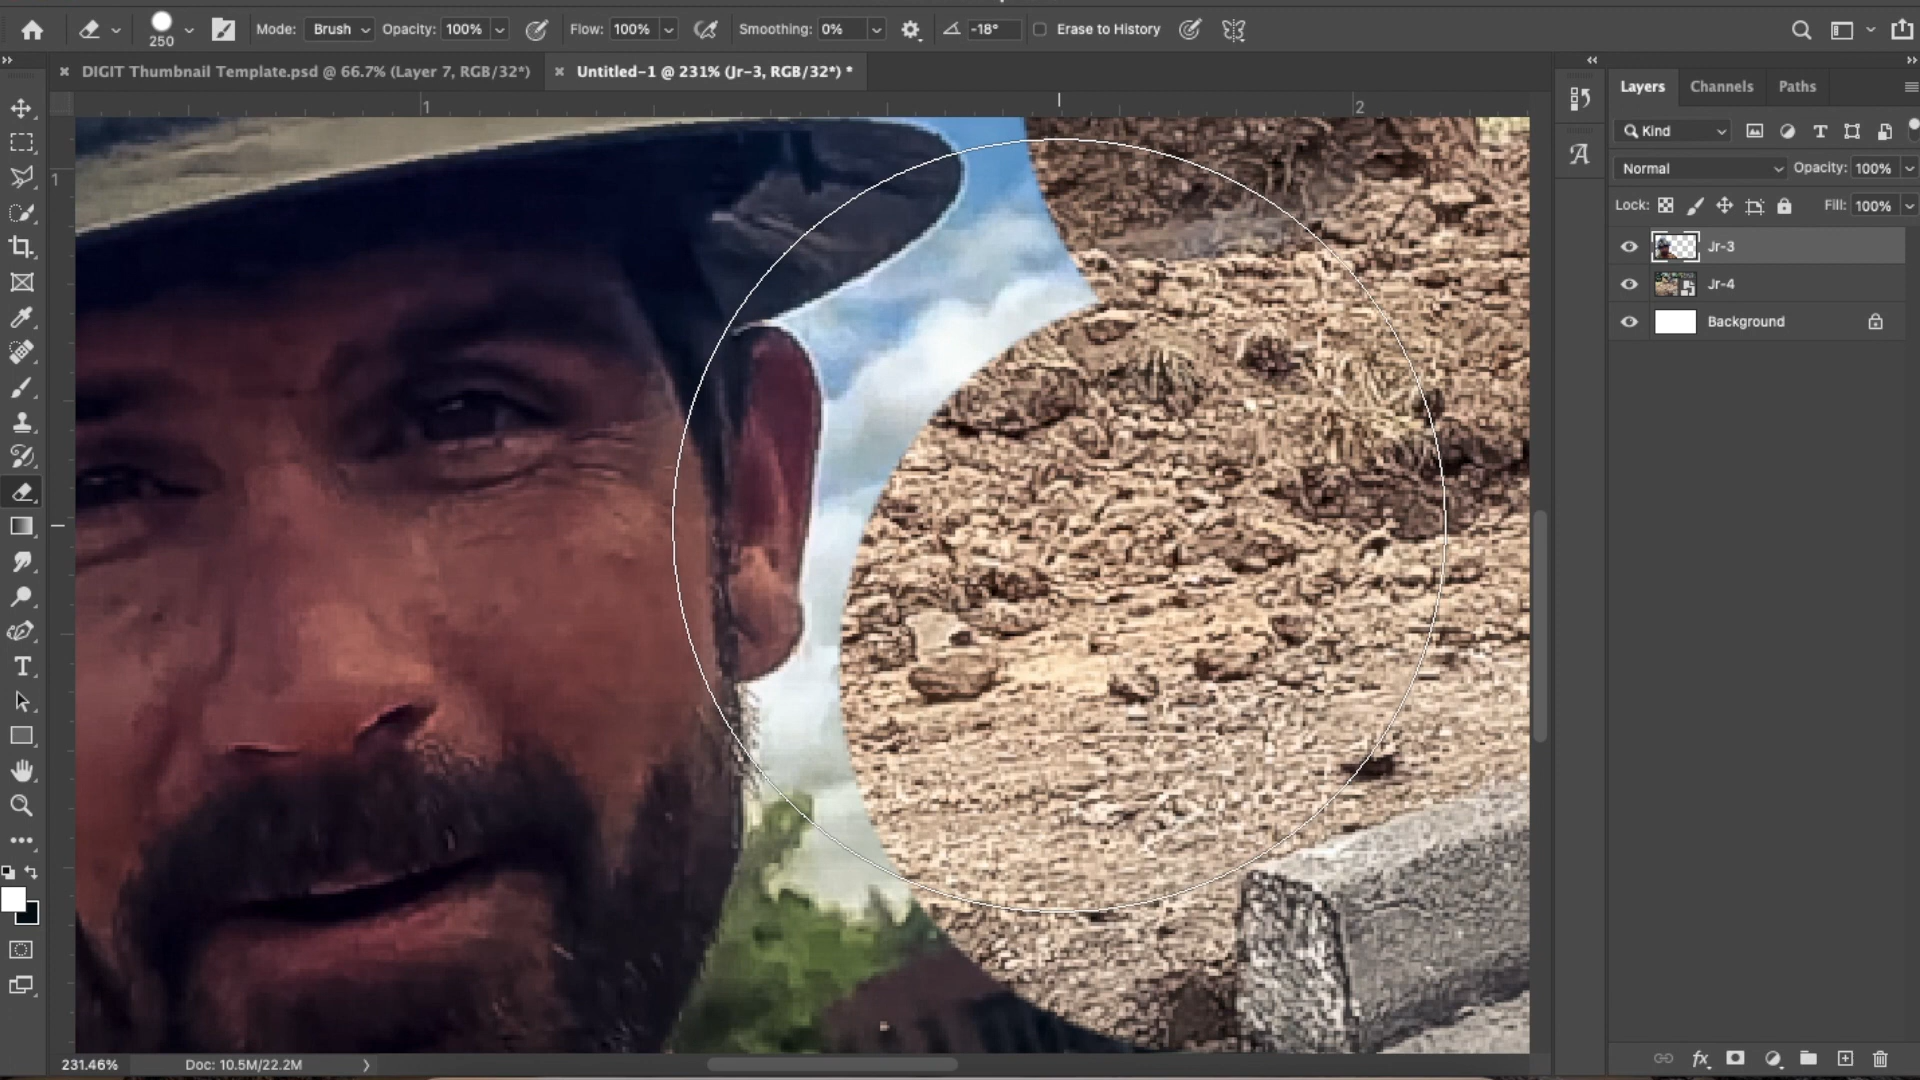 250
Mode: Brush Opacity: 100% Flow: 100% Smoothing: 0% -18° Erase to History
× DIGIT Thumbnail Template.psd @ 66.7% (Layer 7, RGB/32*) × Untitled-1 @ 231% (Jr-3, RGB/32*) *
1 2
1
Layers Channels Paths
Kind
Normal Opacity: 100%
Lock: Fill: 100%
Jr-3
Jr-4
Background
231.46% Doc: 10.5M/22.2M